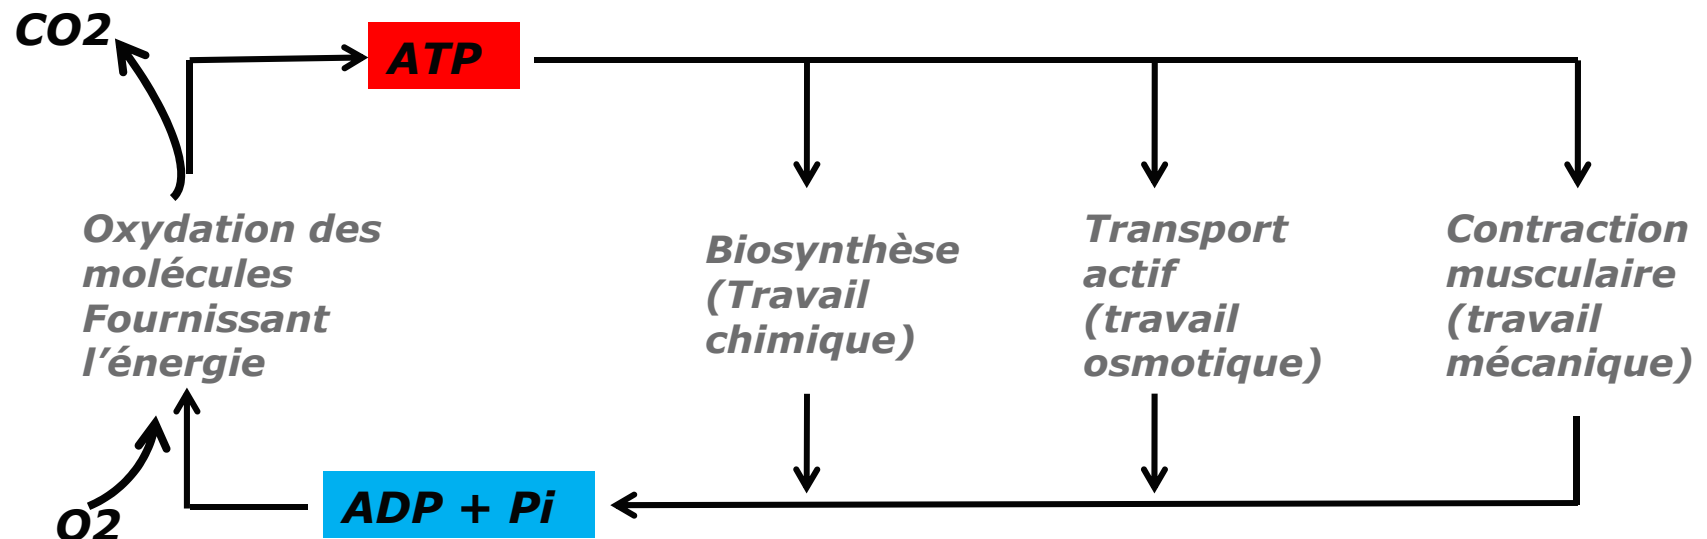 CO2
ATP
Oxydation des
molécules
Fournissant
l’énergie
Biosynthèse
(Travail
chimique)
Transport
actif
(travail
osmotique)
Contraction
musculaire
(travail
mécanique)
O2
ADP + Pi